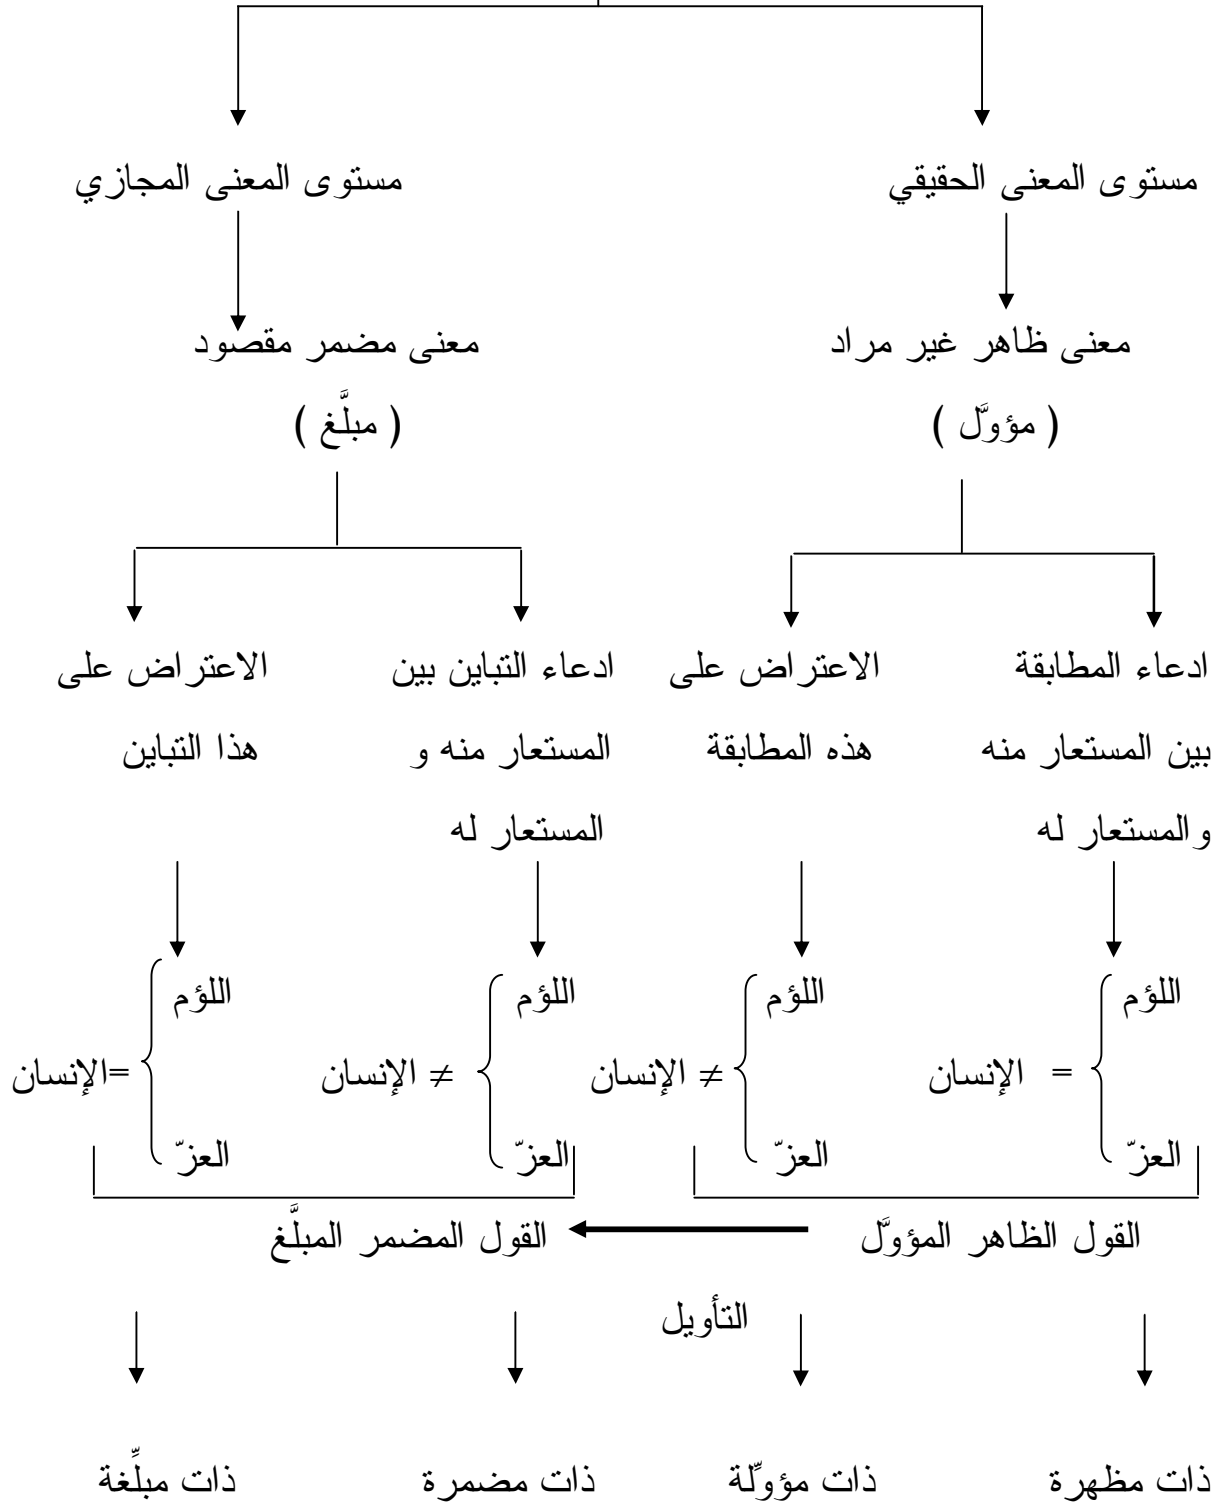 مستوى المعنى الحقيقي
مستوى المعنى المجازي
معنى ظاهر غير مراد
معنى مضمر مقصود
( مؤوَّل )
( مبلَّغ )
ادعاء المطابقة
بين المستعار منه
والمستعار له
الاعتراض على
هذه المطابقة
ادعاء التباين بين
المستعار منه و
المستعار له
الاعتراض على
هذا التباين
اللؤم
= الإنسان
العزّ
اللؤم
≠ الإنسان
العزّ
اللؤم
≠ الإنسان
العزّ
اللؤم
=الإنسان
العزّ
القول الظاهر المؤوَّل
القول المضمر المبلَّغ
التأويل
ذات مظهرة
ذات مؤوِّلة
ذات مضمرة
ذات مبلِّغة